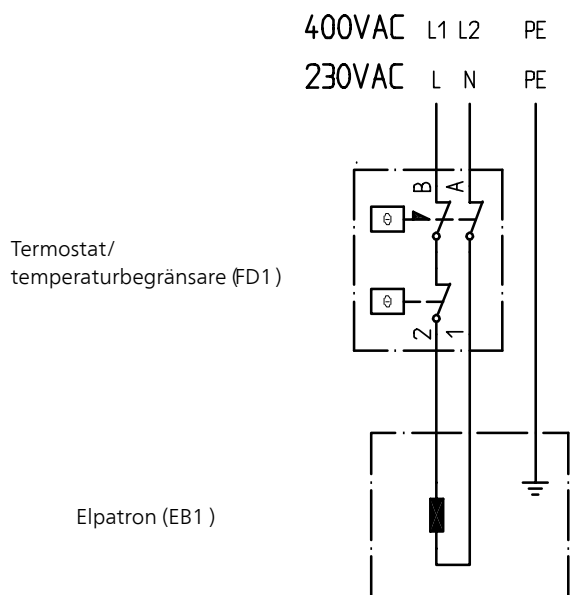 400VAC L1 L2 PE
230VAC L N PE
B A
θ
Termostat/
temperaturbegränsare (FD1)
θ
2 1
Elpatron (EB1)